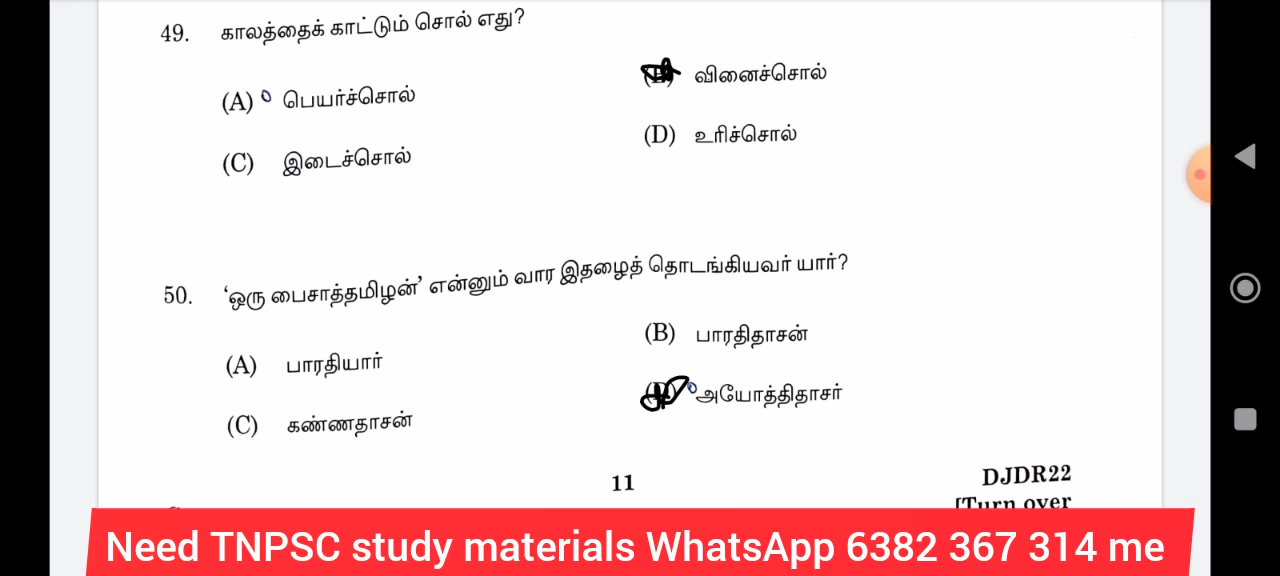 49. காலத்தைக் காட்டும் சொல் எது?
(A) பெயர்ச்சொல்
வினைச்சொல்
(C) இடைச்சொல்
(D) உரிச்சொல்
50. ‘ஒரு பைசாத்தமிழன்’ என்னும் வார இதழைத் தொடங்கியவர் யார்?
(A) பாரதியார்
(B) பாரதிதாசன்
(C) கண்ணதாசன்
அயோத்திதாசர்
11
DJDR22
[Turn over
Need TNPSC study materials WhatsApp 6382 367 314 me